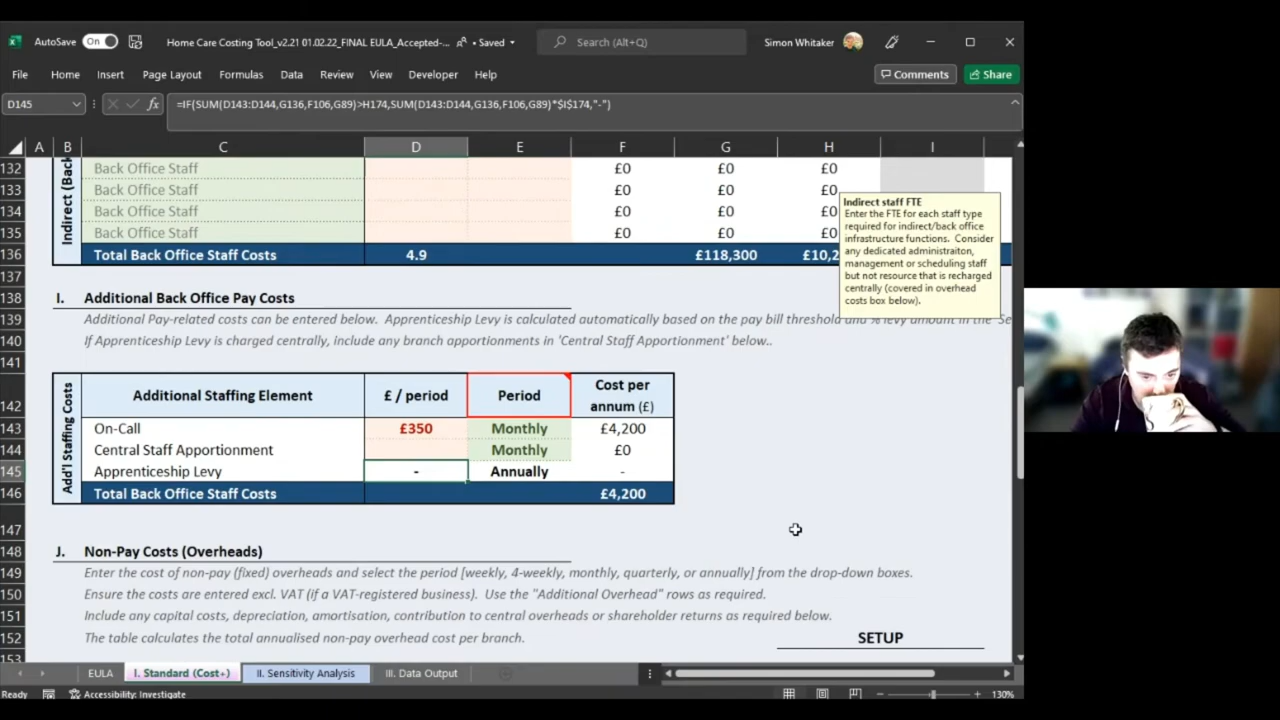 AutoSave On Home Care Costing Tool_v2.21 01.02.22_FINAL EULA_Accepted-... • Saved Search (Alt+Q) Simon Whitaker
File Home Insert Page Layout Formulas Data Review View Developer Help Comments Share
D145 fx =IF(SUM(D143:D144,G136,F106,G89)>H174,SUM(D143:D144,G136,F106,G89)*$I$174,"-")
A B C D E F G H I
132 Back Office Staff £0 £0 £0
133 Back Office Staff £0 £0 £0
134 Back Office Staff £0 £0 £0
135 Back Office Staff £0 £0 £0
Indirect (Back
136 Total Back Office Staff Costs 4.9 £118,300 £10,2
Indirect staff FTE
Enter the FTE for each staff type
required for indirect/back office
infrastructure functions. Consider
any dedicated administraiton,
management or scheduling staff
but not resource that is recharged
centrally (covered in overhead
costs box below).
137
138 I. Additional Back Office Pay Costs
139 Additional Pay-related costs can be entered below. Apprenticeship Levy is calculated automatically based on the pay bill threshold and % levy amount in the 'Se
140 If Apprenticeship Levy is charged centrally, include any branch apportionments in 'Central Staff Apportionment' below..
141
142 Additional Staffing Element £ / period Period Cost per
annum (£)
Add'l Staffing Costs
143 On-Call £350 Monthly £4,200
144 Central Staff Apportionment Monthly £0
145 Apprenticeship Levy - Annually -
146 Total Back Office Staff Costs £4,200
147
148 J. Non-Pay Costs (Overheads)
149 Enter the cost of non-pay (fixed) overheads and select the period [weekly, 4-weekly, monthly, quarterly, or annually] from the drop-down boxes.
150 Ensure the costs are entered excl. VAT (if a VAT-registered business). Use the "Additional Overhead" rows as required.
151 Include any capital costs, depreciation, amortisation, contribution to central overheads or shareholder returns as required below.
152 The table calculates the total annualised non-pay overhead cost per branch. SETUP
153
EULA I. Standard (Cost+) II. Sensitivity Analysis III. Data Output
Ready Accessibility: Investigate 130%